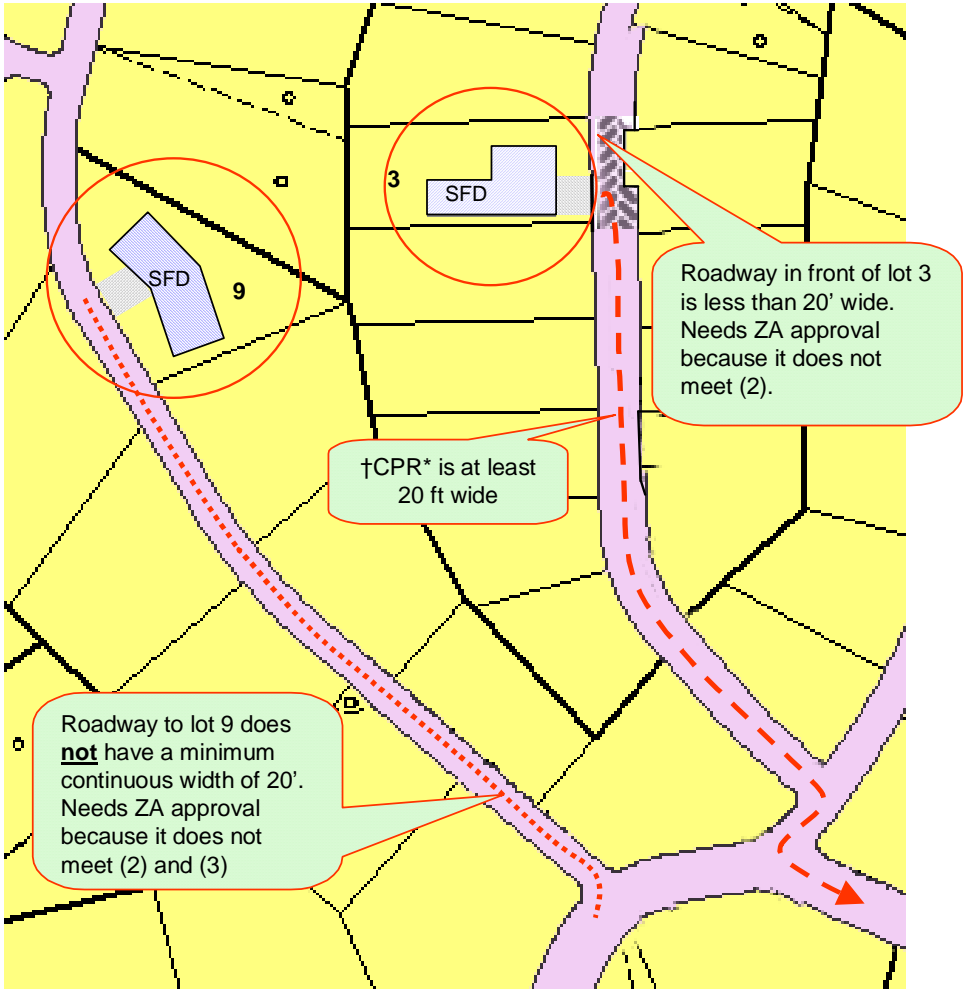 3
SFD
SFD
9
Roadway in front of lot 3
is less than 20' wide.
Needs ZA approval
because it does not
meet (2).
†CPR* is at least
20 ft wide
Roadway to lot 9 does
not have a minimum
continuous width of 20'.
Needs ZA approval
because it does not
meet (2) and (3)